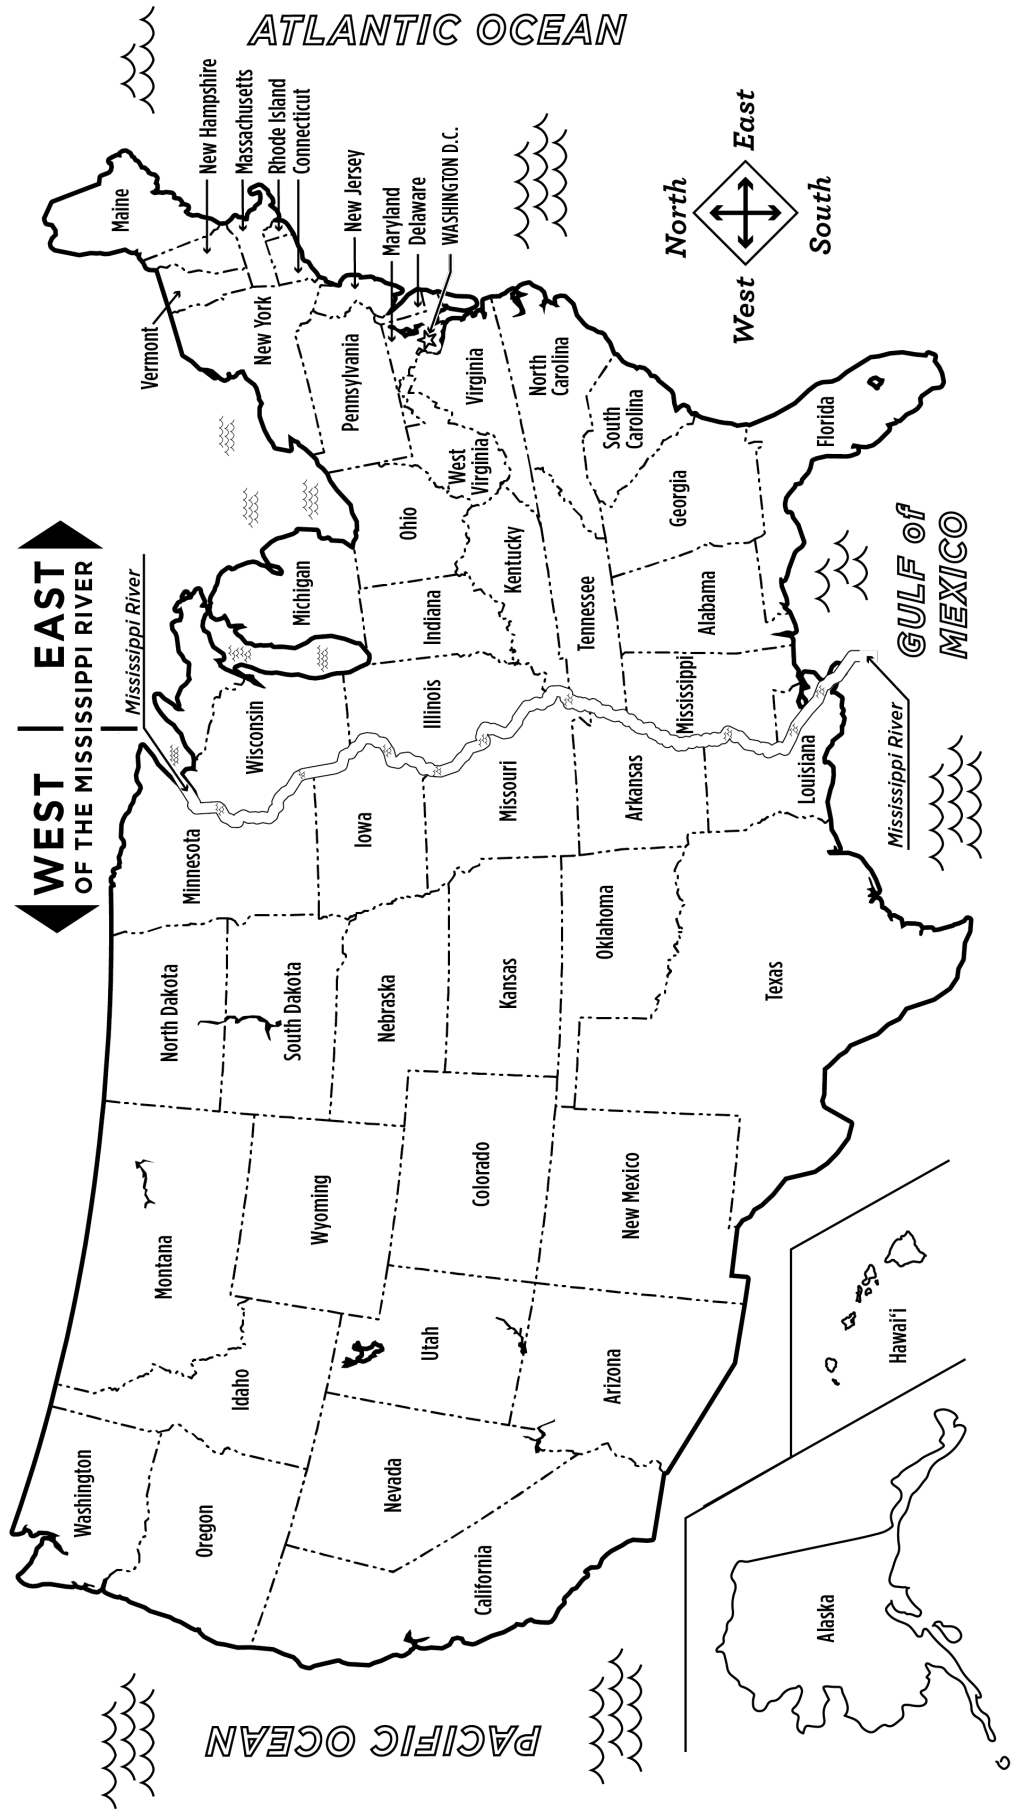 WEST EAST
OF THE MISSISSIPPI RIVER
Mississippi River
ATLANTIC OCEAN
PACIFIC OCEAN
GULF of
MEXICO
Mississippi River
North
East
South
West
Washington
Oregon
California
Nevada
Idaho
Montana
Wyoming
Utah
Arizona
Colorado
New Mexico
North Dakota
South Dakota
Nebraska
Kansas
Oklahoma
Texas
Minnesota
Iowa
Missouri
Arkansas
Louisiana
Wisconsin
Illinois
Michigan
Indiana
Ohio
Kentucky
Tennessee
Mississippi
Alabama
Georgia
Florida
South
Carolina
North
Carolina
Virginia
West
Virginia
Pennsylvania
New York
Vermont
Maine
New Hampshire
Massachusetts
Rhode Island
Connecticut
New Jersey
Maryland
Delaware
WASHINGTON D.C.
Alaska
Hawai‘i